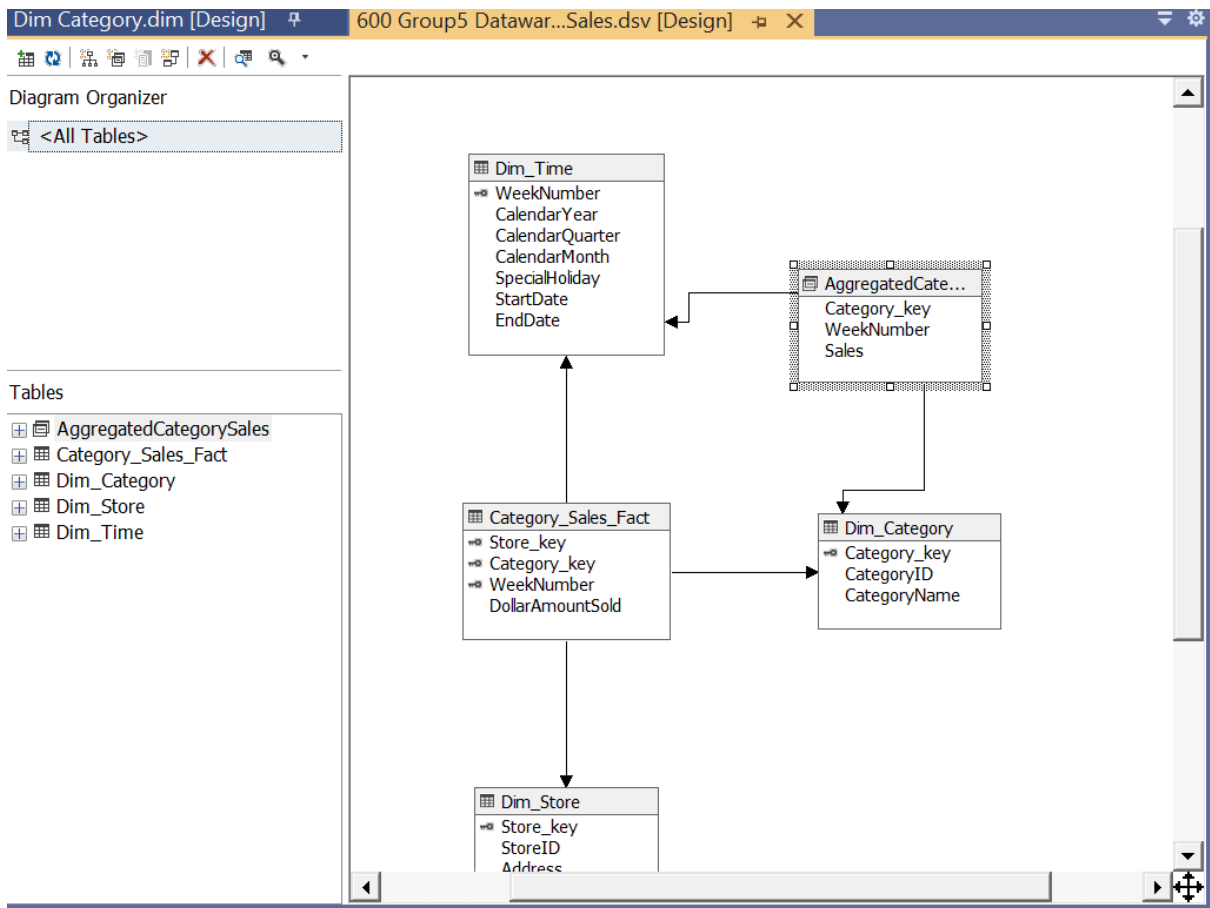 Dim Category.dim [Design]
600 Group5 Datawar...Sales.dsv [Design]
Diagram Organizer
<All Tables>
Tables
AggregatedCategorySales
Category_Sales_Fact
Dim_Category
Dim_Store
Dim_Time
Dim_Time
WeekNumber
CalendarYear
CalendarQuarter
CalendarMonth
SpecialHoliday
StartDate
EndDate
AggregatedCate...
Category_key
WeekNumber
Sales
Category_Sales_Fact
Store_key
Category_key
WeekNumber
DollarAmountSold
Dim_Category
Category_key
CategoryID
CategoryName
Dim_Store
Store_key
StoreID
Address